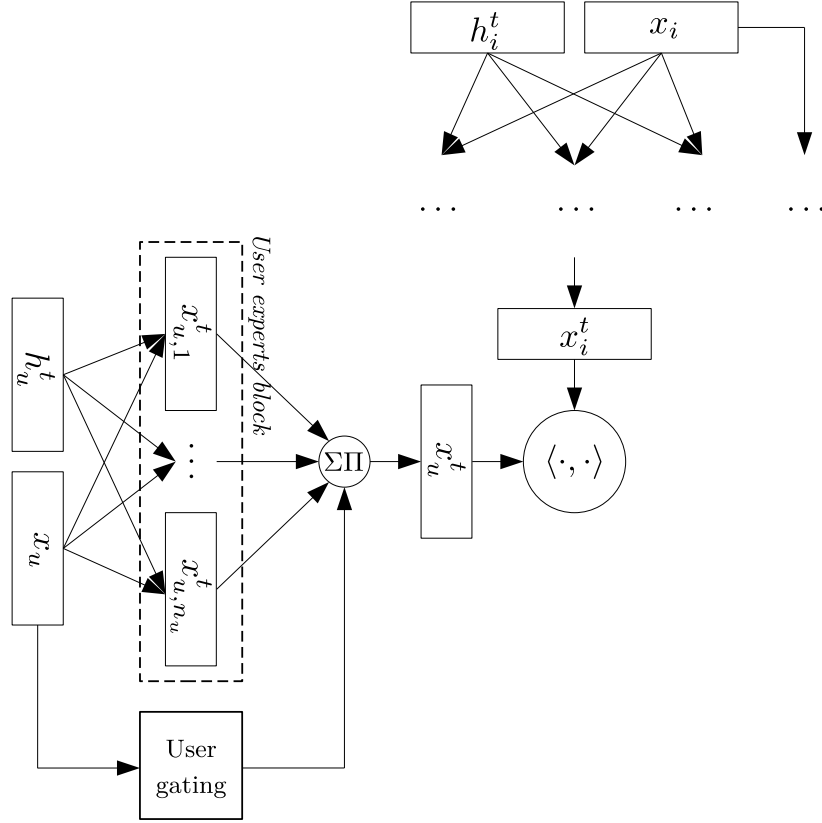 h_i^t
x_i
··· ··· ··· ···
User experts block
h_u^t
x_{u,1}^t
x_i^t
⋮
ΣΠ
x_u^t
⟨·,·⟩
x_u
x_{u,n_u}^t
User
gating